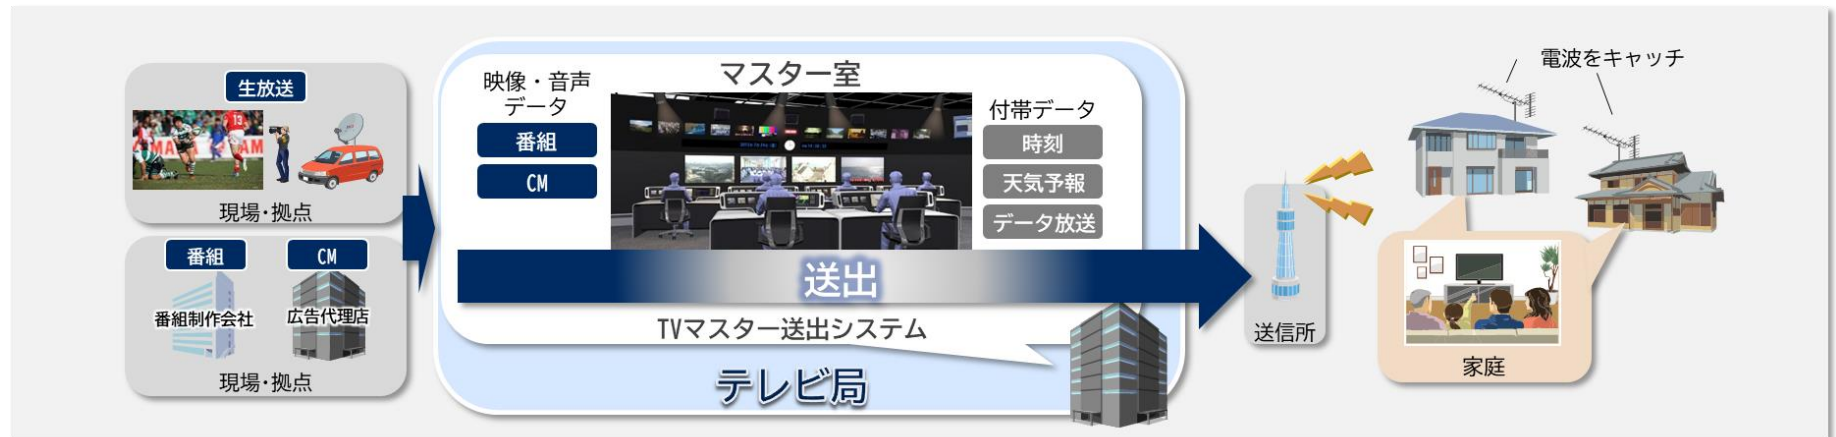 生放送
現場・拠点
番組
CM
番組制作会社
広告代理店
現場・拠点
映像・音声
データ
番組
CM
マスター室
付帯データ
時刻
天気予報
データ放送
送出
TVマスター送出システム
テレビ局
送信所
電波をキャッチ
家庭